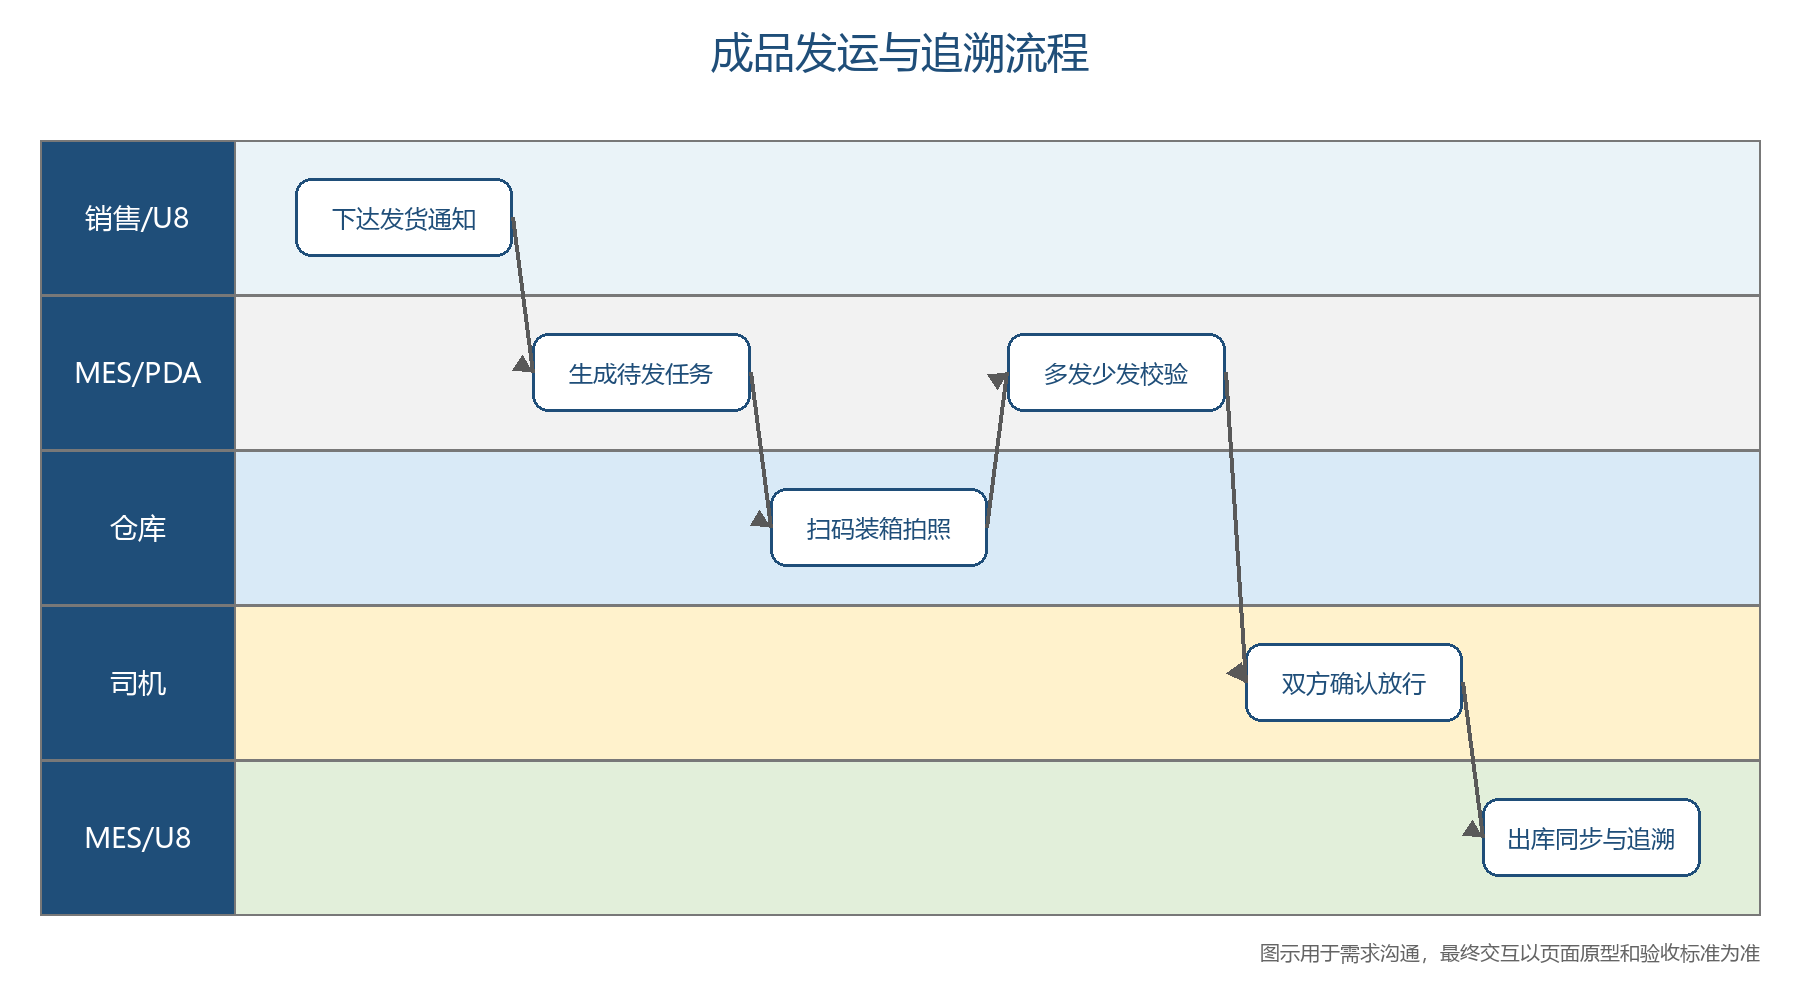 成品发运与追溯流程
销售/U8
下达发货通知
MES/PDA
生成待发任务
多发少发校验
仓库
扫码装箱拍照
司机
双方确认放行
MES/U8
出库同步与追溯
图示用于需求沟通，最终交互以页面原型和验收标准为准